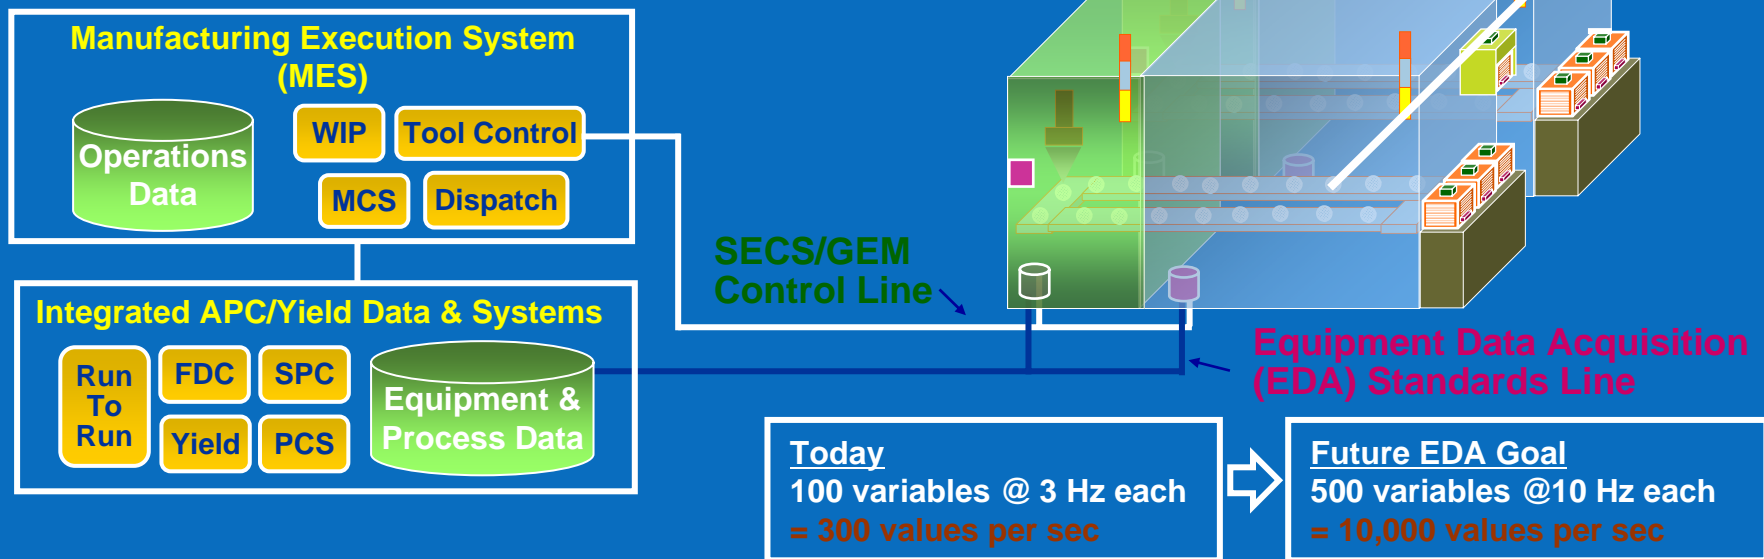 Manufacturing Execution System
(MES)
Operations
Data
WIP
Tool Control
MCS
Dispatch
Integrated APC/Yield Data & Systems
Run
To
Run
FDC
SPC
Yield
PCS
Equipment &
Process Data
SECS/GEM
Control Line
Equipment Data Acquisition
(EDA) Standards Line
Today
100 variables @ 3 Hz each
= 300 values per sec
Future EDA Goal
500 variables @10 Hz each
= 10,000 values per sec